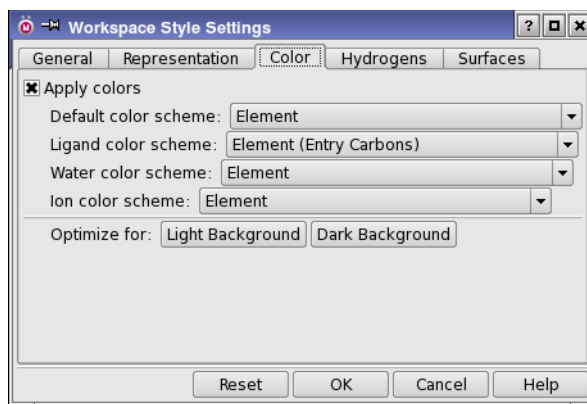 Workspace Style Settings
General Representation Color Hydrogens Surfaces
Apply colors
Default color scheme: Element
Ligand color scheme: Element (Entry Carbons)
Water color scheme: Element
Ion color scheme: Element
Optimize for: Light Background Dark Background
Reset OK Cancel Help